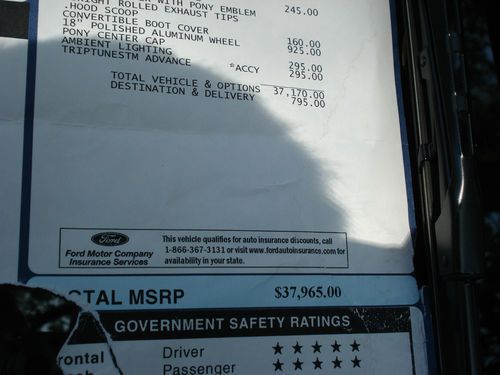 WITH PONY EMBLEM
ROLLED EXHAUST TIPS 245.00
.HOOD SCOOP
CONVERTIBLE BOOT COVER
18" POLISHED ALUMINUM WHEEL 160.00
PONY CENTER CAP 925.00
AMBIENT LIGHTING
TRIPTUNESTM ADVANCE *ACCY 295.00
295.00
TOTAL VEHICLE & OPTIONS 37,170.00
DESTINATION & DELIVERY 795.00
Ford
Ford Motor Company
Insurance Services
This vehicle qualifies for auto insurance discounts, call
1-866-367-3131 or visit www.fordautoinsurance.com for
availability in your state.
MSRP $37,965.00
GOVERNMENT SAFETY RATINGS
Driver ★★★★★
Passenger ★★★★★